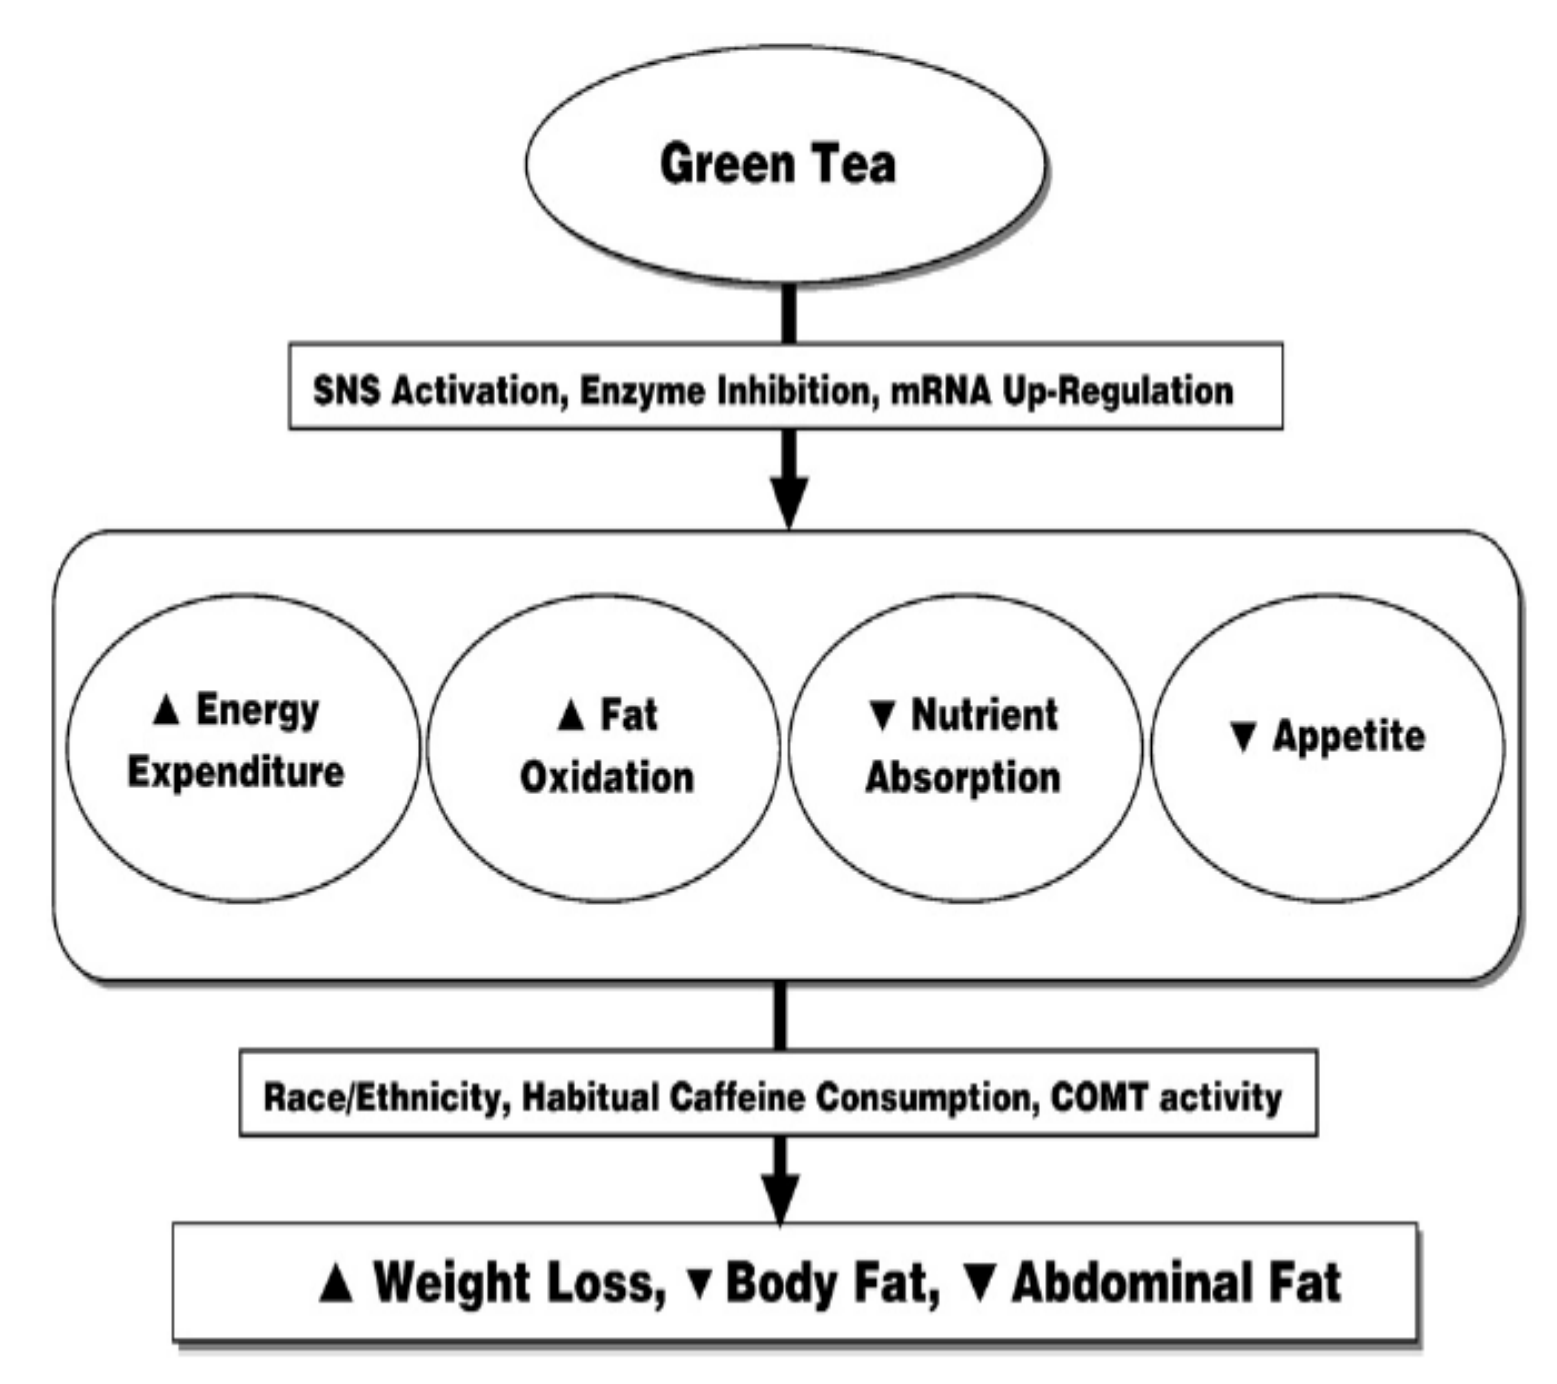 Green Tea
SNS Activation, Enzyme Inhibition, mRNA Up-Regulation
▲ Energy
Expenditure
▲ Fat
Oxidation
▼ Nutrient
Absorption
▼ Appetite
Race/Ethnicity, Habitual Caffeine Consumption, COMT activity
▲ Weight Loss, ▼ Body Fat, ▼ Abdominal Fat